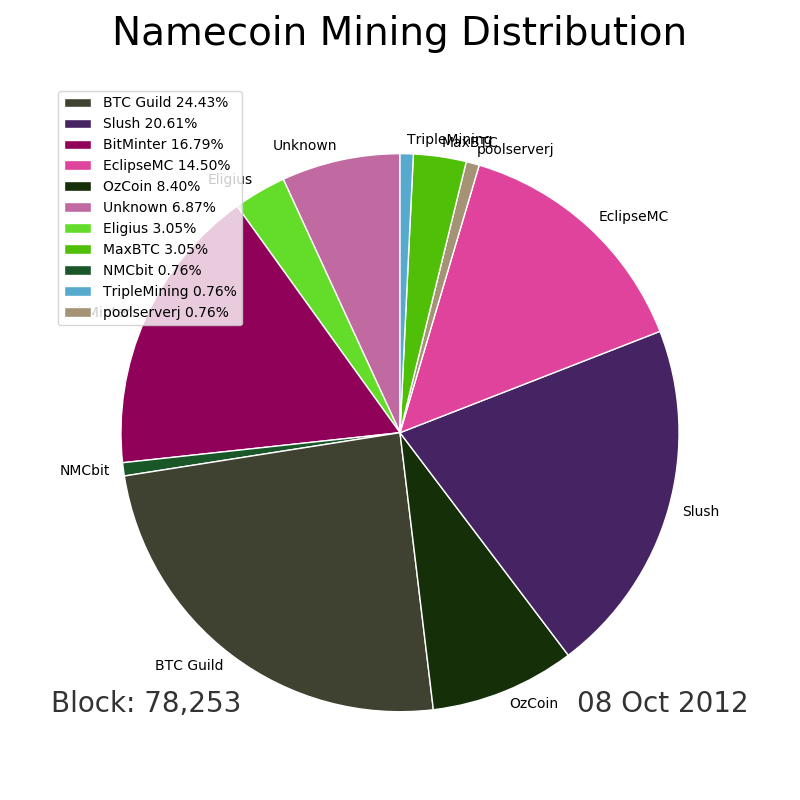 Namecoin Mining Distribution
BTC Guild 24.43%
Slush 20.61%
BitMinter 16.79%
EclipseMC 14.50%
OzCoin 8.40%
Unknown 6.87%
Eligius 3.05%
MaxBTC 3.05%
NMCbit 0.76%
TripleMining 0.76%
poolserverj 0.76%
TripleMining
MaxBTC
poolserverj
Unknown
Eligius
EclipseMC
NMCbit
Slush
BTC Guild
OzCoin
Block: 78,253
08 Oct 2012